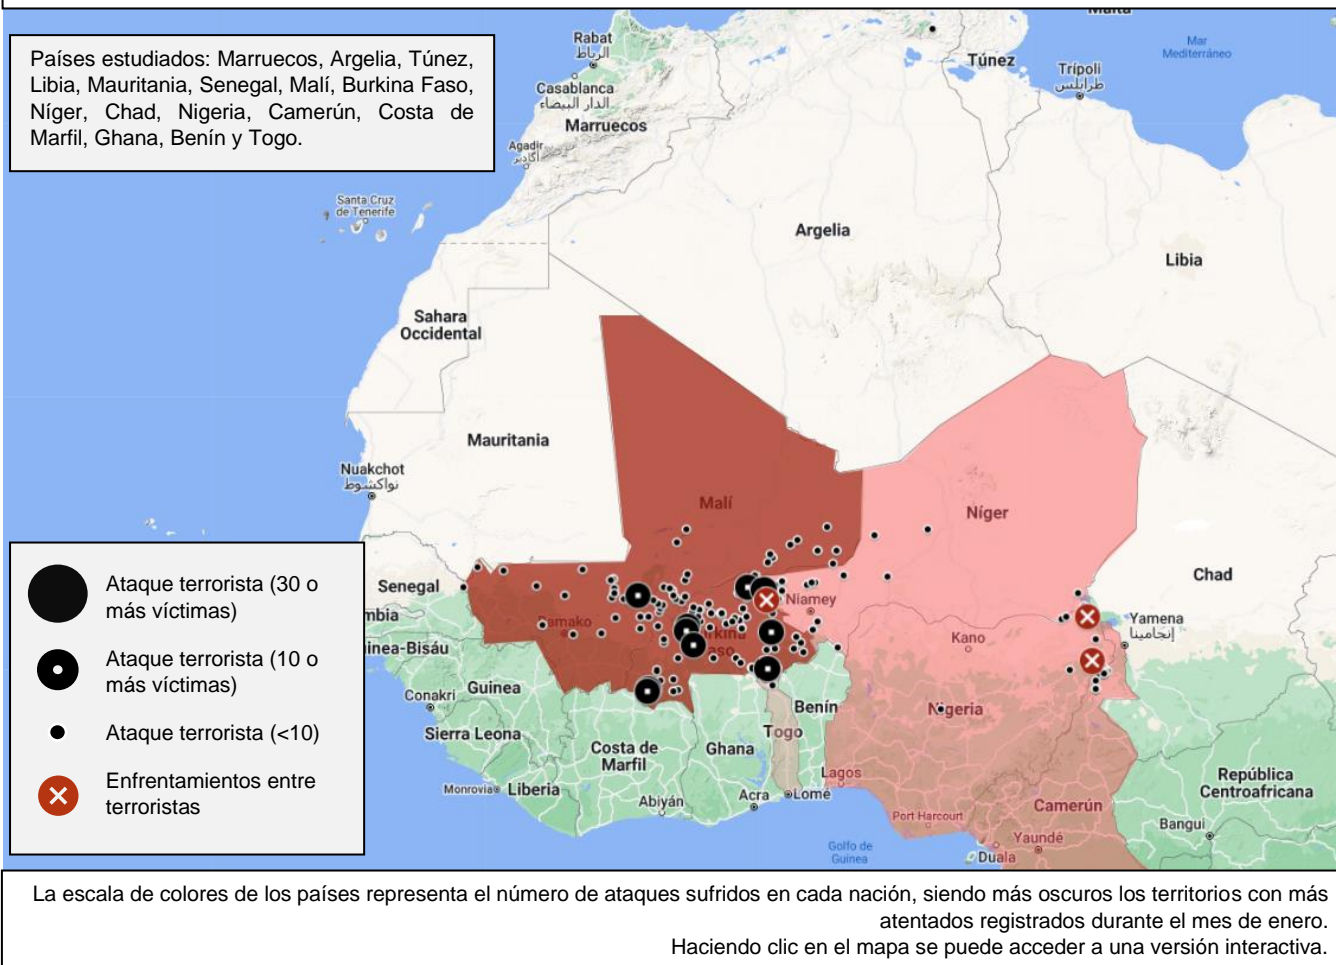 Países estudiados: Marruecos, Argelia, Túnez,
Libia, Mauritania, Senegal, Malí, Burkina Faso,
Níger, Chad, Nigeria, Camerún, Costa de
Marfil, Ghana, Benín y Togo.
Malta
Mar
Mediterráneo
Rabat
الرباط
Túnez
Trípoli
طرابلس
Casablanca
الدار البيضاء
Marruecos
Agadir
أكادير
Santa Cruz
de Tenerife
Argelia
Libia
Sahara
Occidental
Mauritania
Nuakchot
نواكشوط
Malí
Níger
Chad
Senegal
Niamey
Yamena
إنجامينا
mbia
amako
urkina
aso
Kano
inea-Bisáu
Guinea
Conakri
Benín
Nigeria
Sierra Leona
Togo
Costa de
Marfil
Ghana
Lagos
República
Centroafricana
Monrovia
Liberia
Abiyán
Acra
Lomé
Port Harcourt
Camerún
Bangui
Yaundé
Golfo de
Guinea
Duala
Ataque terrorista (30 o
más víctimas)
Ataque terrorista (10 o
más víctimas)
Ataque terrorista (<10)
Enfrentamientos entre
terroristas
La escala de colores de los países representa el número de ataques sufridos en cada nación, siendo más oscuros los territorios con más
atentados registrados durante el mes de enero.
Haciendo clic en el mapa se puede acceder a una versión interactiva.